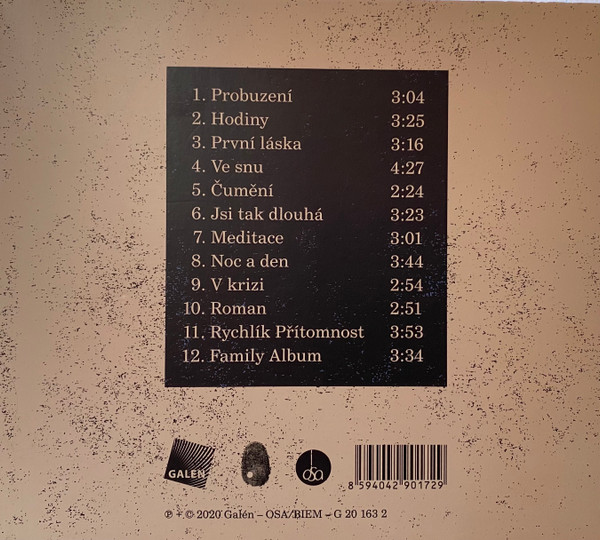 1. Probuzení 3:04
2. Hodiny 3:25
3. První láska 3:16
4. Ve snu 4:27
5. Čumění 2:24
6. Jsi tak dlouhá 3:23
7. Meditace 3:01
8. Noc a den 3:44
9. V krizi 2:54
10. Roman 2:51
11. Rychlík Přítomnost 3:53
12. Family Album 3:34
GALÉN
osa
8 594042 901729
℗ + © 2020 Galén – OSA/BIEM – G 20 163 2